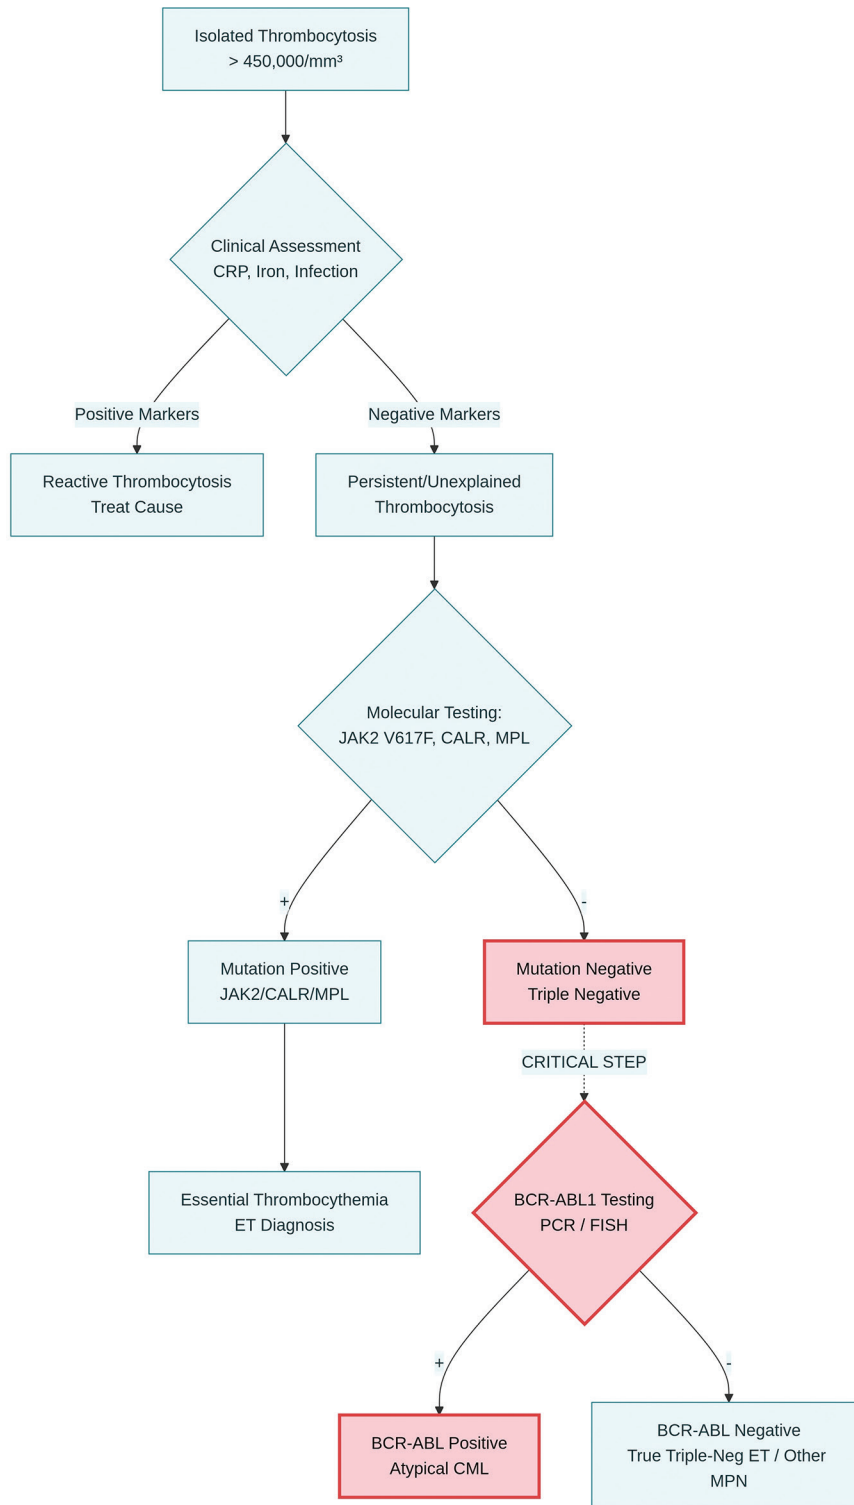 Isolated Thrombocytosis
> 450,000/mm³
Clinical Assessment
CRP, Iron, Infection
Positive Markers
Negative Markers
Reactive Thrombocytosis
Treat Cause
Persistent/Unexplained
Thrombocytosis
Molecular Testing:
JAK2 V617F, CALR, MPL
+
-
Mutation Positive
JAK2/CALR/MPL
Mutation Negative
Triple Negative
CRITICAL STEP
Essential Thrombocythemia
ET Diagnosis
BCR-ABL1 Testing
PCR / FISH
+
-
BCR-ABL Positive
Atypical CML
BCR-ABL Negative
True Triple-Neg ET / Other
MPN